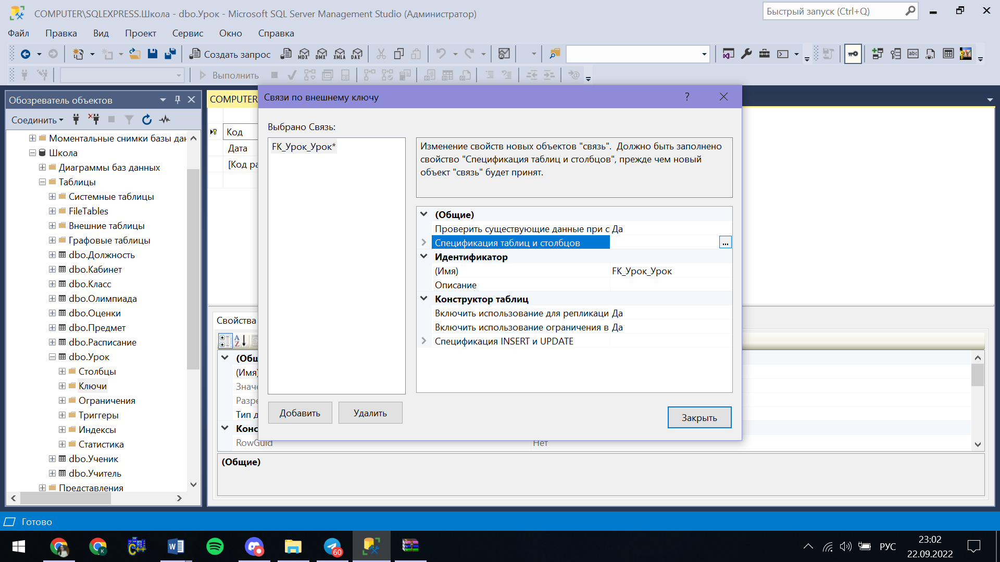 COMPUTER\SQLEXPRESS.Школа - dbo.Урок - Microsoft SQL Server Management Studio (Администратор)
Быстрый запуск (Ctrl+Q)
Файл Правка Вид Проект Сервис Окно Справка
Создать запрос MDX DMX XMLA DAX
abc
Выполнить
Обозреватель объектов
COMPUTER
Соединить
Моментальные снимки базы дан
Школа
Диаграммы баз данных
Таблицы
Системные таблицы
FileTables
Внешние таблицы
Графовые таблицы
dbo.Должность
dbo.Кабинет
dbo.Класс
dbo.Олимпиада
dbo.Оценки
dbo.Предмет
dbo.Расписание
dbo.Урок
Столбцы
Ключи
Ограничения
Триггеры
Индексы
Статистика
dbo.Ученик
dbo.Учитель
Представления
Код
Дата
[Код ра
Свойства
(Общ
(Имя)
Значе
Разре
Тип д
Конс
RowGuid Нет
(Общие)
Связи по внешнему ключу ?
Выбрано Связь:
FK_Урок_Урок*
Изменение свойств новых объектов "связь". Должно быть заполнено
свойство "Спецификация таблиц и столбцов", прежде чем новый
объект "связь" будет принят.
(Общие)
Проверить существующие данные при с Да
Спецификация таблиц и столбцов ...
Идентификатор
(Имя) FK_Урок_Урок
Описание
Конструктор таблиц
Включить использование для репликаци Да
Включить использование ограничения в Да
Спецификация INSERT и UPDATE
Добавить Удалить
Закрыть
Готово
K
C++
W
60
РУС
23:02
22.09.2022